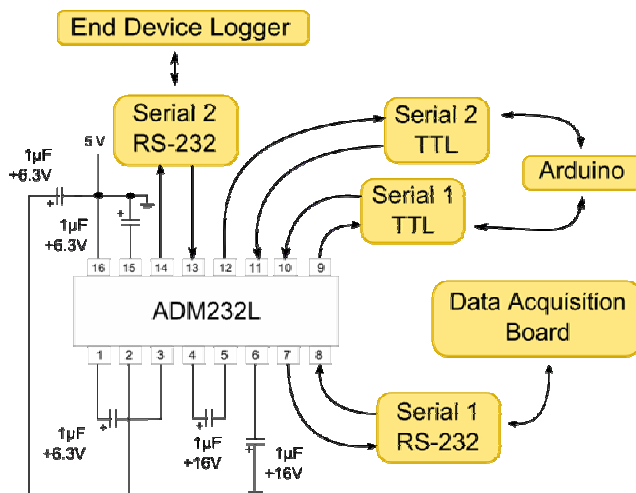 End Device Logger
Serial 2
RS-232
Serial 2
TTL
Serial 1
TTL
Arduino
1µF
+6.3V
5 V
+
1µF
+
+6.3V
16
15
14
13
12
11
10
9
ADM232L
1
2
3
4
5
6
7
8
Data Acquisition
Board
Serial 1
RS-232
1µF
+
+6.3V
1µF
+
+16V
+
1µF
+16V